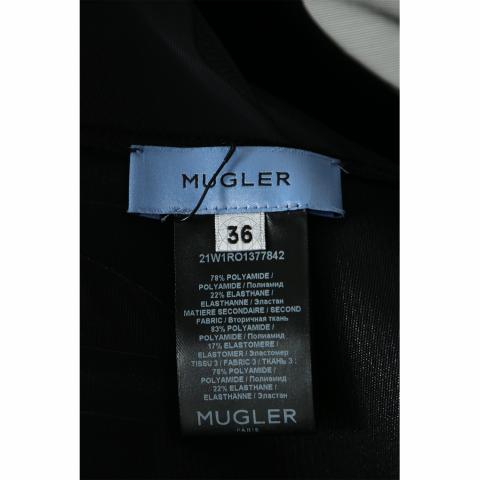 MUGLER
36
21W1RO1377842
78% POLYAMIDE /
POLYAMIDE / Полиамид
22% ELASTHANE /
ELASTHANNE / Эластан
MATIERE SECONDAIRE / SECOND
FABRIC / Вторичная ткань
83% POLYAMIDE /
POLYAMIDE / Полиамид
17% ELASTOMERE /
ELASTOMER / Эластомер
TISSU 3 / FABRIC 3 / ТКАНЬ 3 :
78% POLYAMIDE /
POLYAMIDE / Полиамид
22% ELASTHANE /
ELASTHANNE / Эластан
MUGLER
PARIS